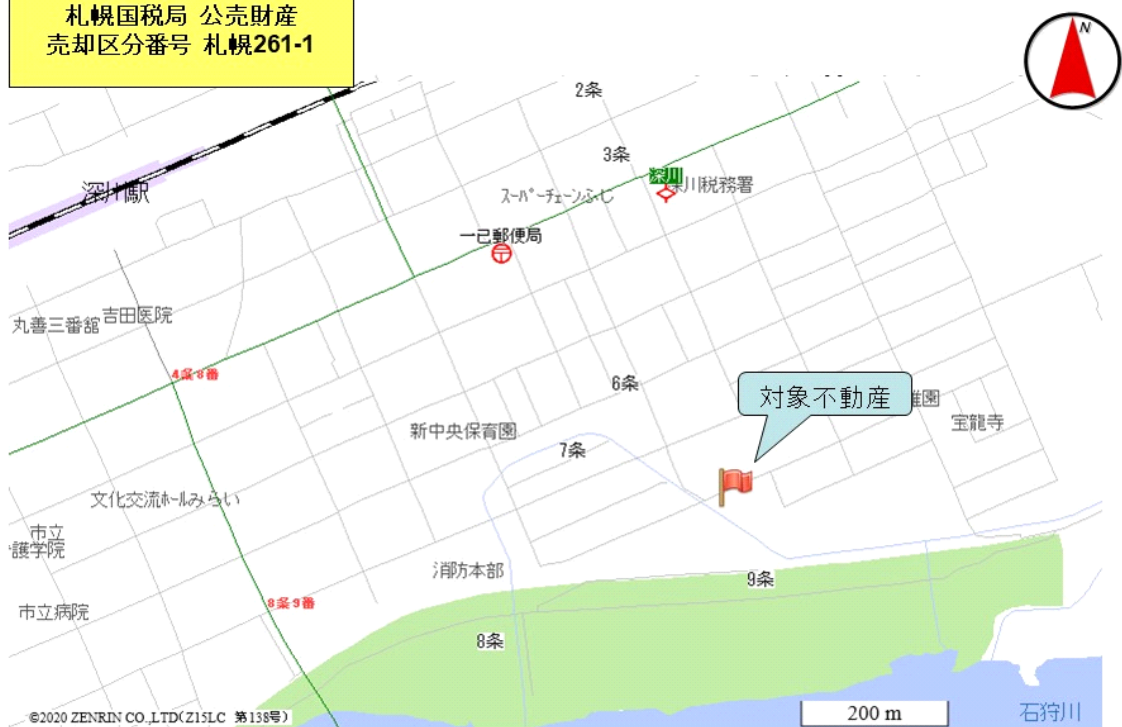 札幌国税局 公売財産
売却区分番号 札幌261-1
N
2条
3条
深川
深川駅
スーパーチェーンふじ
川税務署
一已郵便局
丸善三番舘
吉田医院
4条8番
6条
対象不動産
稚園
宝龍寺
新中央保育園
7条
文化交流ホールみらい
市立
護学院
消防本部
9条
8条9番
市立病院
8条
©2020 ZENRIN CO.,LTD(Z15LC 第138号)
200 m
石狩川